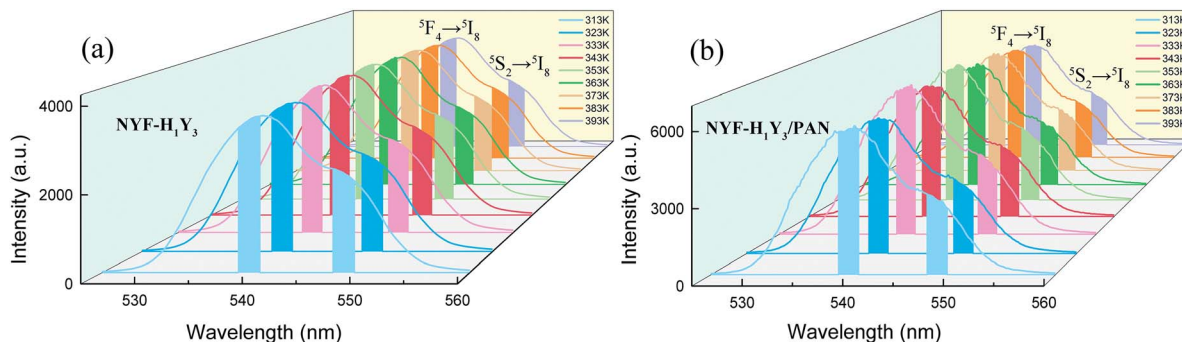 (a)
⁵F₄→⁵I₈
⁵S₂→⁵I₈
313K
323K
333K
343K
353K
363K
373K
383K
393K
NYF-H₁Y₃
4000
2000
0
Intensity (a.u.)
530 540 550 560
Wavelength (nm)
(b)
⁵F₄→⁵I₈
⁵S₂→⁵I₈
313K
323K
333K
343K
353K
363K
373K
383K
393K
NYF-H₁Y₃/PAN
6000
3000
0
Intensity (a.u.)
530 540 550 560
Wavelength (nm)